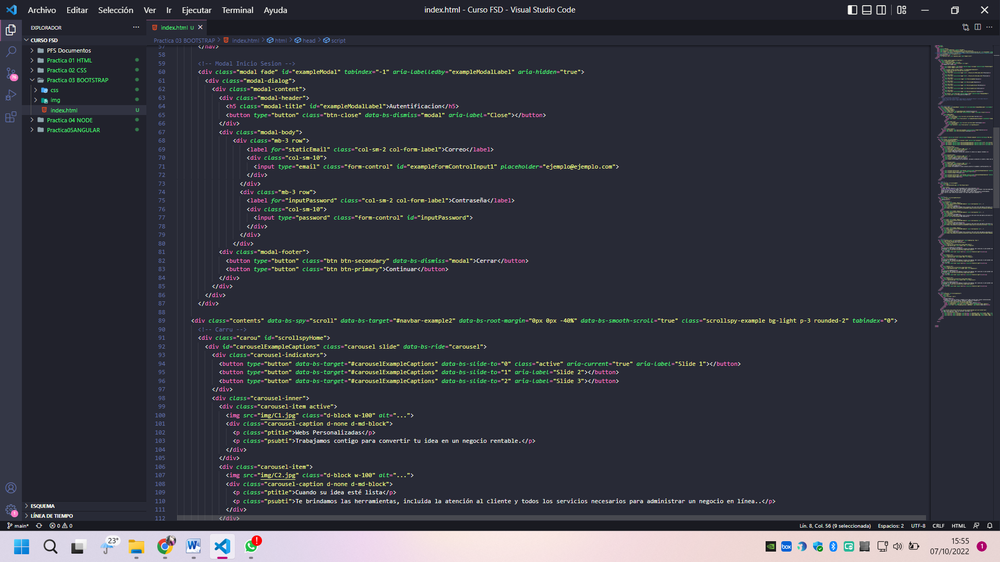 Archivo Editar Selección Ver Ir Ejecutar Terminal Ayuda
index.html - Curso FSD - Visual Studio Code
EXPLORADOR
index.html U
CURSO FSD
PFS Documentos
Practica 01 HTML
Practica 02 CSS
Practica 03 BOOTSTRAP
css
img
index.html U
Practica 04 NODE
Practica05ANGULAR
ESQUEMA
LÍNEA DE TIEMPO
76
1
Practica 03 BOOTSTRAP > index.html > html > head > script
57 </nav>
58
59 <!-- Modal Inicio Sesion -->
60 <div class="modal fade" id="exampleModal" tabindex="-1" aria-labelledby="exampleModalLabel" aria-hidden="true">
61 <div class="modal-dialog">
62 <div class="modal-content">
63 <div class="modal-header">
64 <h5 class="modal-title" id="exampleModalLabel">Autentificacion</h5>
65 <button type="button" class="btn-close" data-bs-dismiss="modal" aria-label="Close"></button>
66 </div>
67 <div class="modal-body">
68 <div class="mb-3 row">
69 <label for="staticEmail" class="col-sm-2 col-form-label">Correo</label>
70 <div class="col-sm-10">
71 <input type="email" class="form-control" id="exampleFormControlInput1" placeholder="ejemplo@ejemplo.com">
72 </div>
73 </div>
74 <div class="mb-3 row">
75 <label for="inputPassword" class="col-sm-2 col-form-label">Contraseña</label>
76 <div class="col-sm-10">
77 <input type="password" class="form-control" id="inputPassword">
78 </div>
79 </div>
80 </div>
81 <div class="modal-footer">
82 <button type="button" class="btn btn-secondary" data-bs-dismiss="modal">Cerrar</button>
83 <button type="button" class="btn btn-primary">Continuar</button>
84 </div>
85 </div>
86 </div>
87 </div>
88
89 <div class="contents" data-bs-spy="scroll" data-bs-target="#navbar-example2" data-bs-root-margin="0px 0px -40%" data-bs-smooth-scroll="true" class="scrollspy-example bg-light p-3 rounded-2" tabindex="0">
90 <!-- Carru -->
91 <div class="carou" id="scrollspyHome">
92 <div id="carouselExampleCaptions" class="carousel slide" data-bs-ride="carousel">
93 <div class="carousel-indicators">
94 <button type="button" data-bs-target="#carouselExampleCaptions" data-bs-slide-to="0" class="active" aria-current="true" aria-label="Slide 1"></button>
95 <button type="button" data-bs-target="#carouselExampleCaptions" data-bs-slide-to="1" aria-label="Slide 2"></button>
96 <button type="button" data-bs-target="#carouselExampleCaptions" data-bs-slide-to="2" aria-label="Slide 3"></button>
97 </div>
98 <div class="carousel-inner">
99 <div class="carousel-item active">
100 <img src="img/C1.jpg" class="d-block w-100" alt="...">
101 <div class="carousel-caption d-none d-md-block">
102 <p class="ptitle">Webs Personalizadas</p>
103 <p class="psubti">Trabajamos contigo para convertir tu idea en un negocio rentable.</p>
104 </div>
105 </div>
106 <div class="carousel-item">
107 <img src="img/C2.jpg" class="d-block w-100" alt="...">
108 <div class="carousel-caption d-none d-md-block">
109 <p class="ptitle">Cuando su idea esté lista</p>
110 <p class="psubti">Te brindamos las herramientas, incluida la atención al cliente y todos los servicios necesarios para administrar un negocio en línea..</p>
111 </div>
112 </div>
main* 0 0
Lín. 8, Col. 56 (9 seleccionada) Espacios: 2 UTF-8 CRLF HTML
23°
W
box
15:55
07/10/2022
1